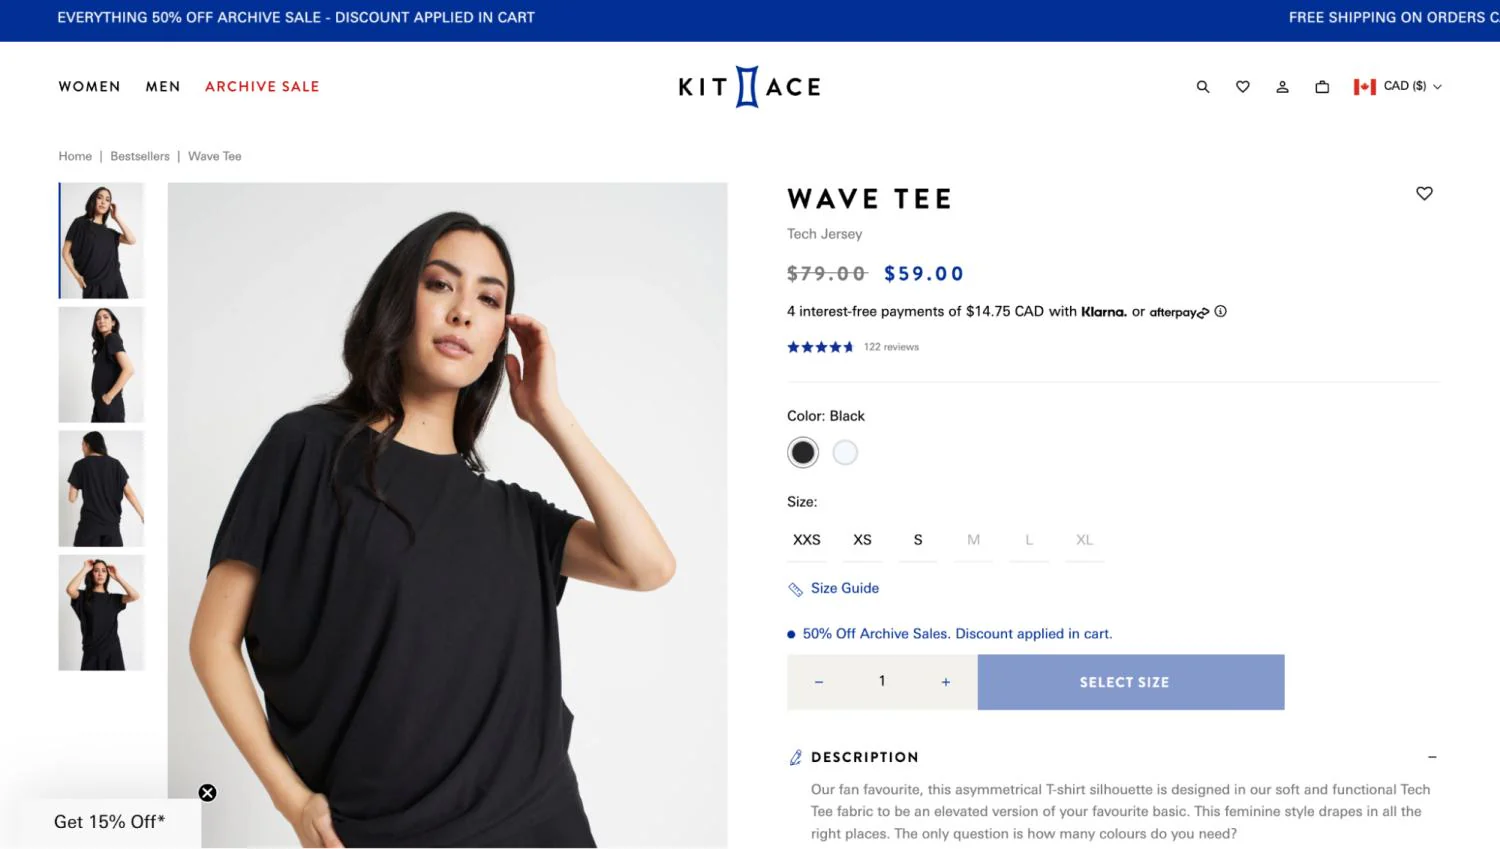 EVERYTHING 50% OFF ARCHIVE SALE - DISCOUNT APPLIED IN CART
FREE SHIPPING ON ORDERS
WOMEN MEN ARCHIVE SALE
KIT ACE
CAD ($)
Home | Bestsellers | Wave Tee
WAVE TEE
Tech Jersey
$79.00 $59.00
4 interest-free payments of $14.75 CAD with Klarna. or afterpay
122 reviews
Color: Black
Size:
XXS XS S M L XL
Size Guide
50% Off Archive Sales. Discount applied in cart.
− 1 + SELECT SIZE
DESCRIPTION −
Our fan favourite, this asymmetrical T-shirt silhouette is designed in our soft and functional Tech
Tee fabric to be an elevated version of your favourite basic. This feminine style drapes in all the
right places. The only question is how many colours do you need?
Get 15% Off*